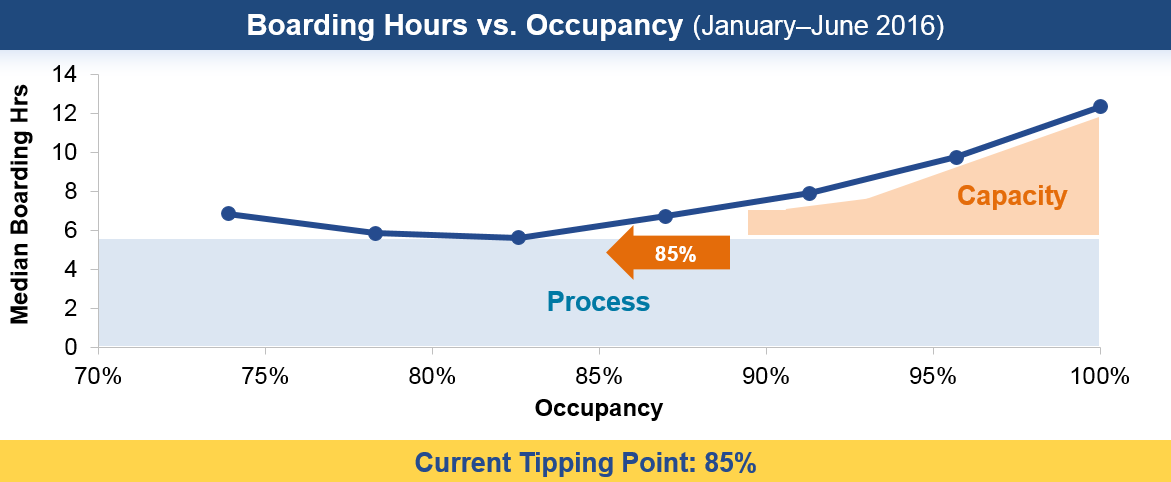 Boarding Hours vs. Occupancy (January–June 2016)
Median Boarding Hrs
14
12
10
8
6
4
2
0
Capacity
85%
Process
70% 75% 80% 85% 90% 95% 100%
Occupancy
Current Tipping Point: 85%